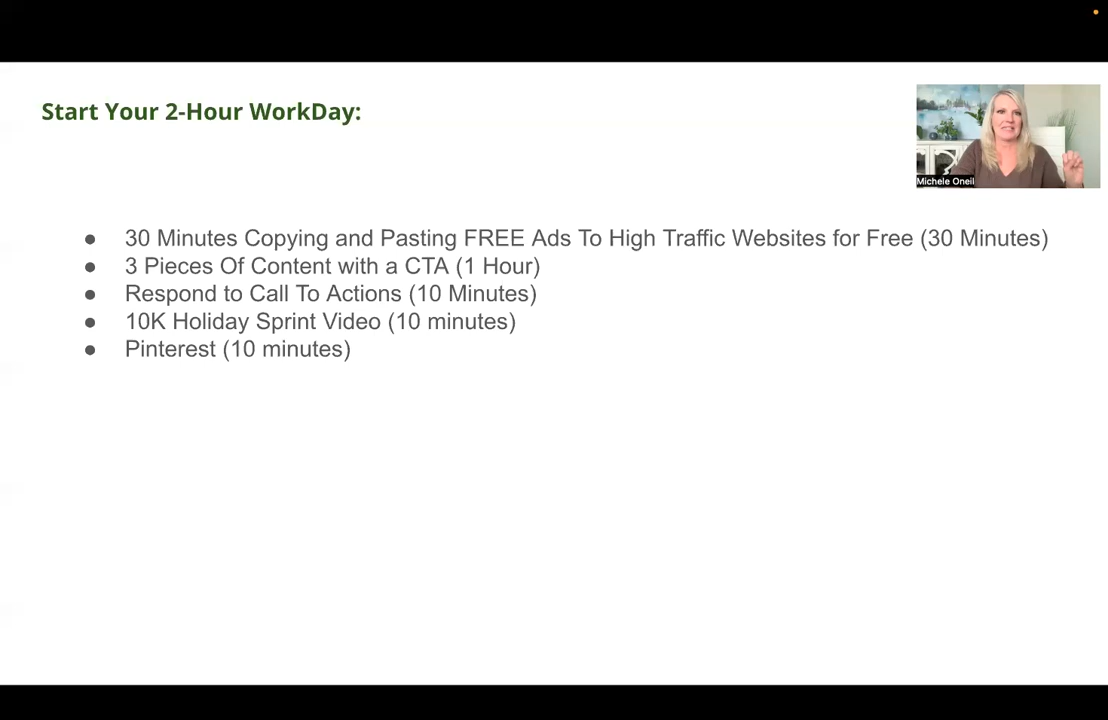 Start Your 2-Hour WorkDay:
Michele Oneil
● 30 Minutes Copying and Pasting FREE Ads To High Traffic Websites for Free (30 Minutes)
● 3 Pieces Of Content with a CTA (1 Hour)
● Respond to Call To Actions (10 Minutes)
● 10K Holiday Sprint Video (10 minutes)
● Pinterest (10 minutes)